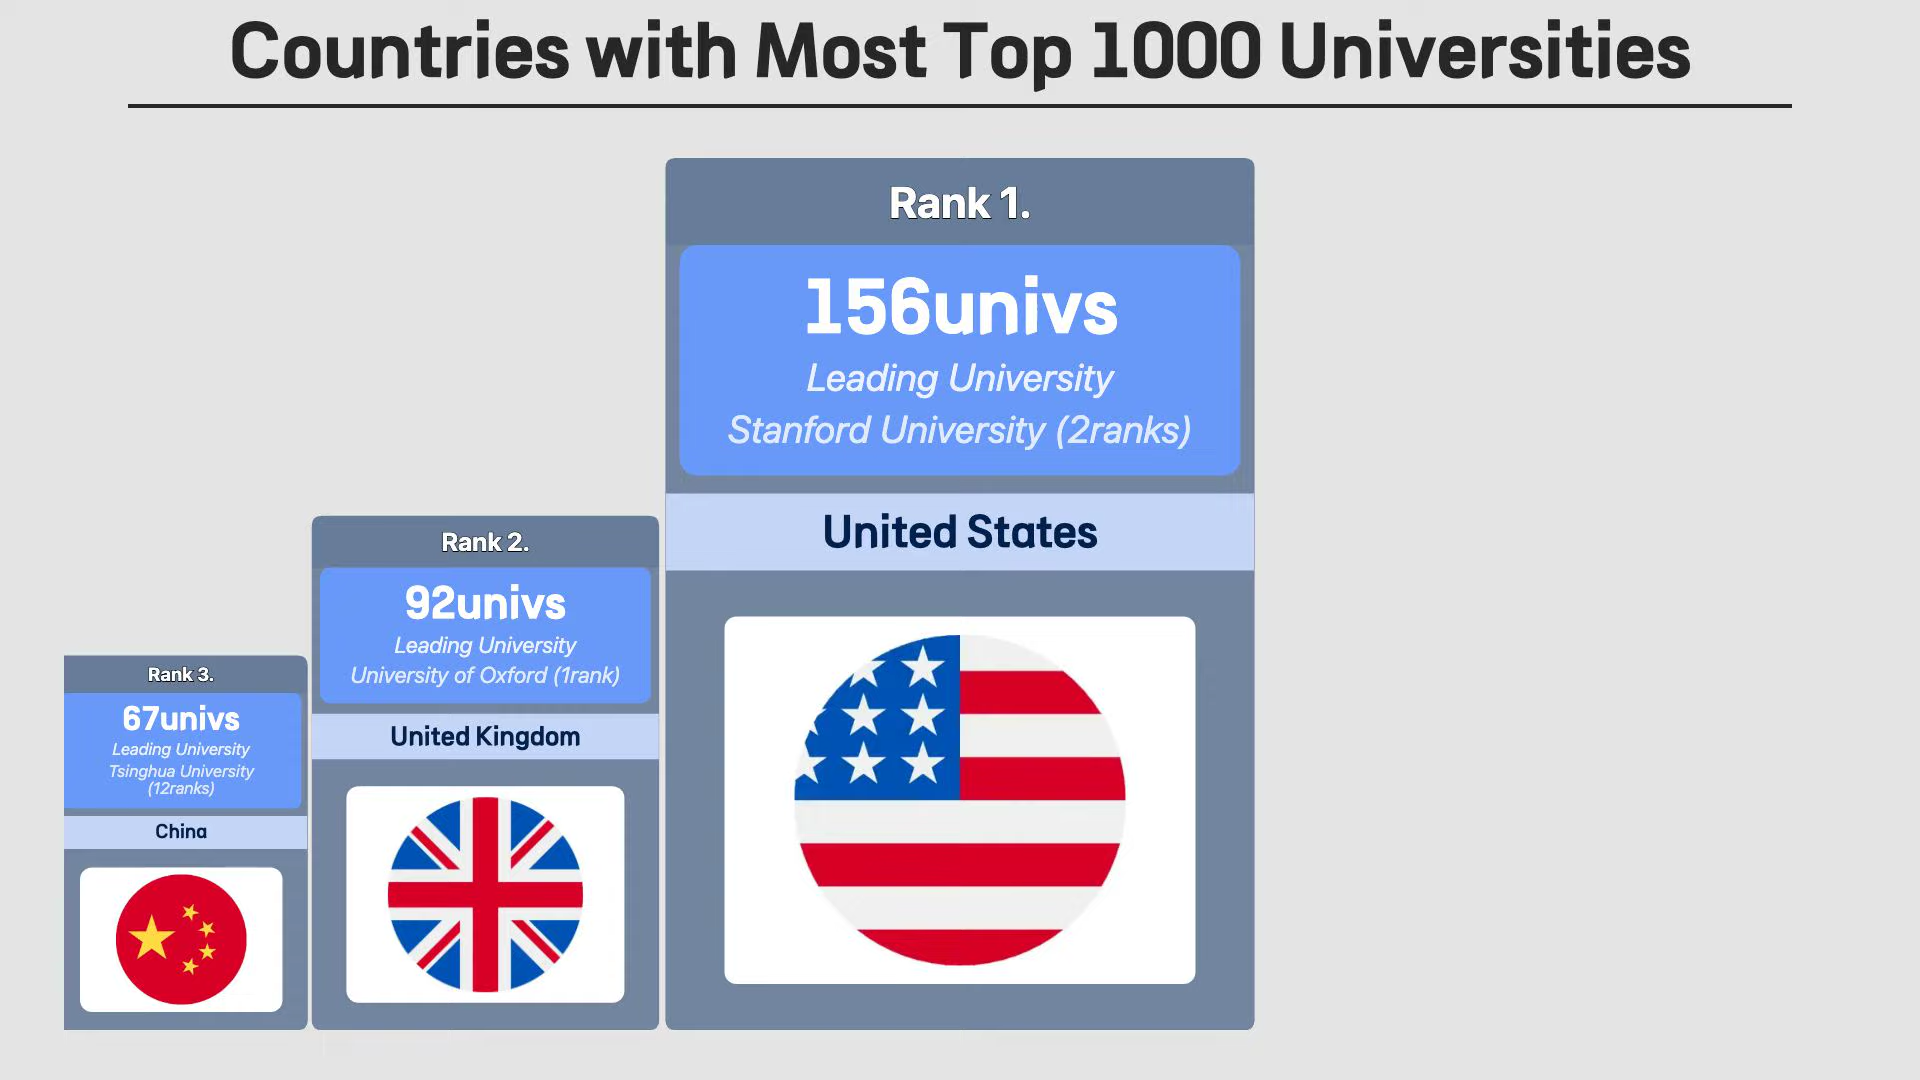 Countries with Most Top 1000 Universities
Rank 1.
156univs
Leading University
Stanford University (2ranks)
United States
Rank 2.
92univs
Leading University
University of Oxford (1rank)
United Kingdom
Rank 3.
67univs
Leading University
Tsinghua University
(12ranks)
China